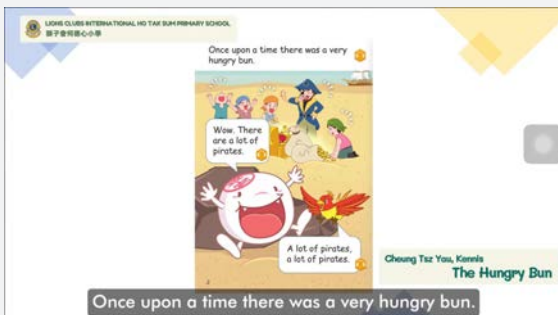 LIONS CLUBS INTERNATIONAL HO TAK SUM PRIMARY SCHOOL
獅子會何德心小學
Once upon a time there was a very
hungry bun.
Wow. There
are a lot of
pirates.
A lot of pirates,
a lot of pirates.
2
Cheung Tsz Yau, Kennis
The Hungry Bun
Once upon a time there was a very hungry bun.